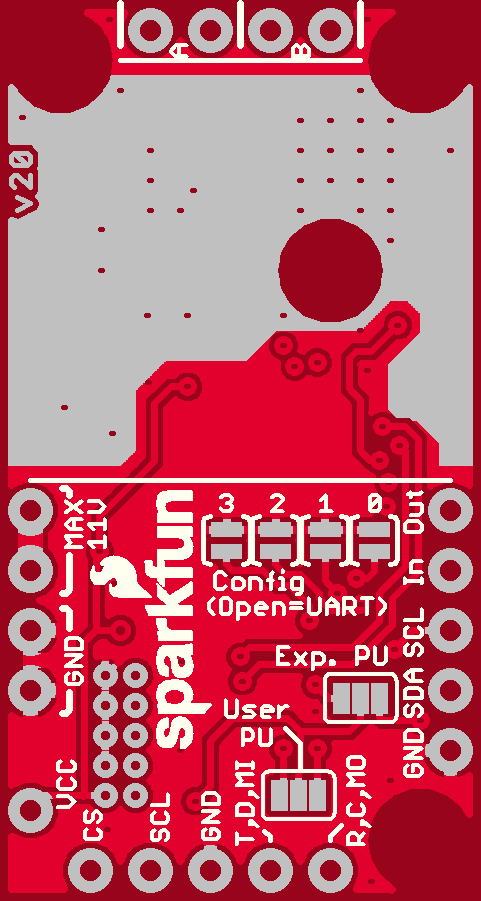 A
B
v20
MAX
11V
GND
VCC
sparkfun
3 2 1 0
Config
(Open=UART)
Exp. PU
User
PU
Out
In
SCL
SDA
GND
CS
SCL
GND
T,D,MI
R,C,MO